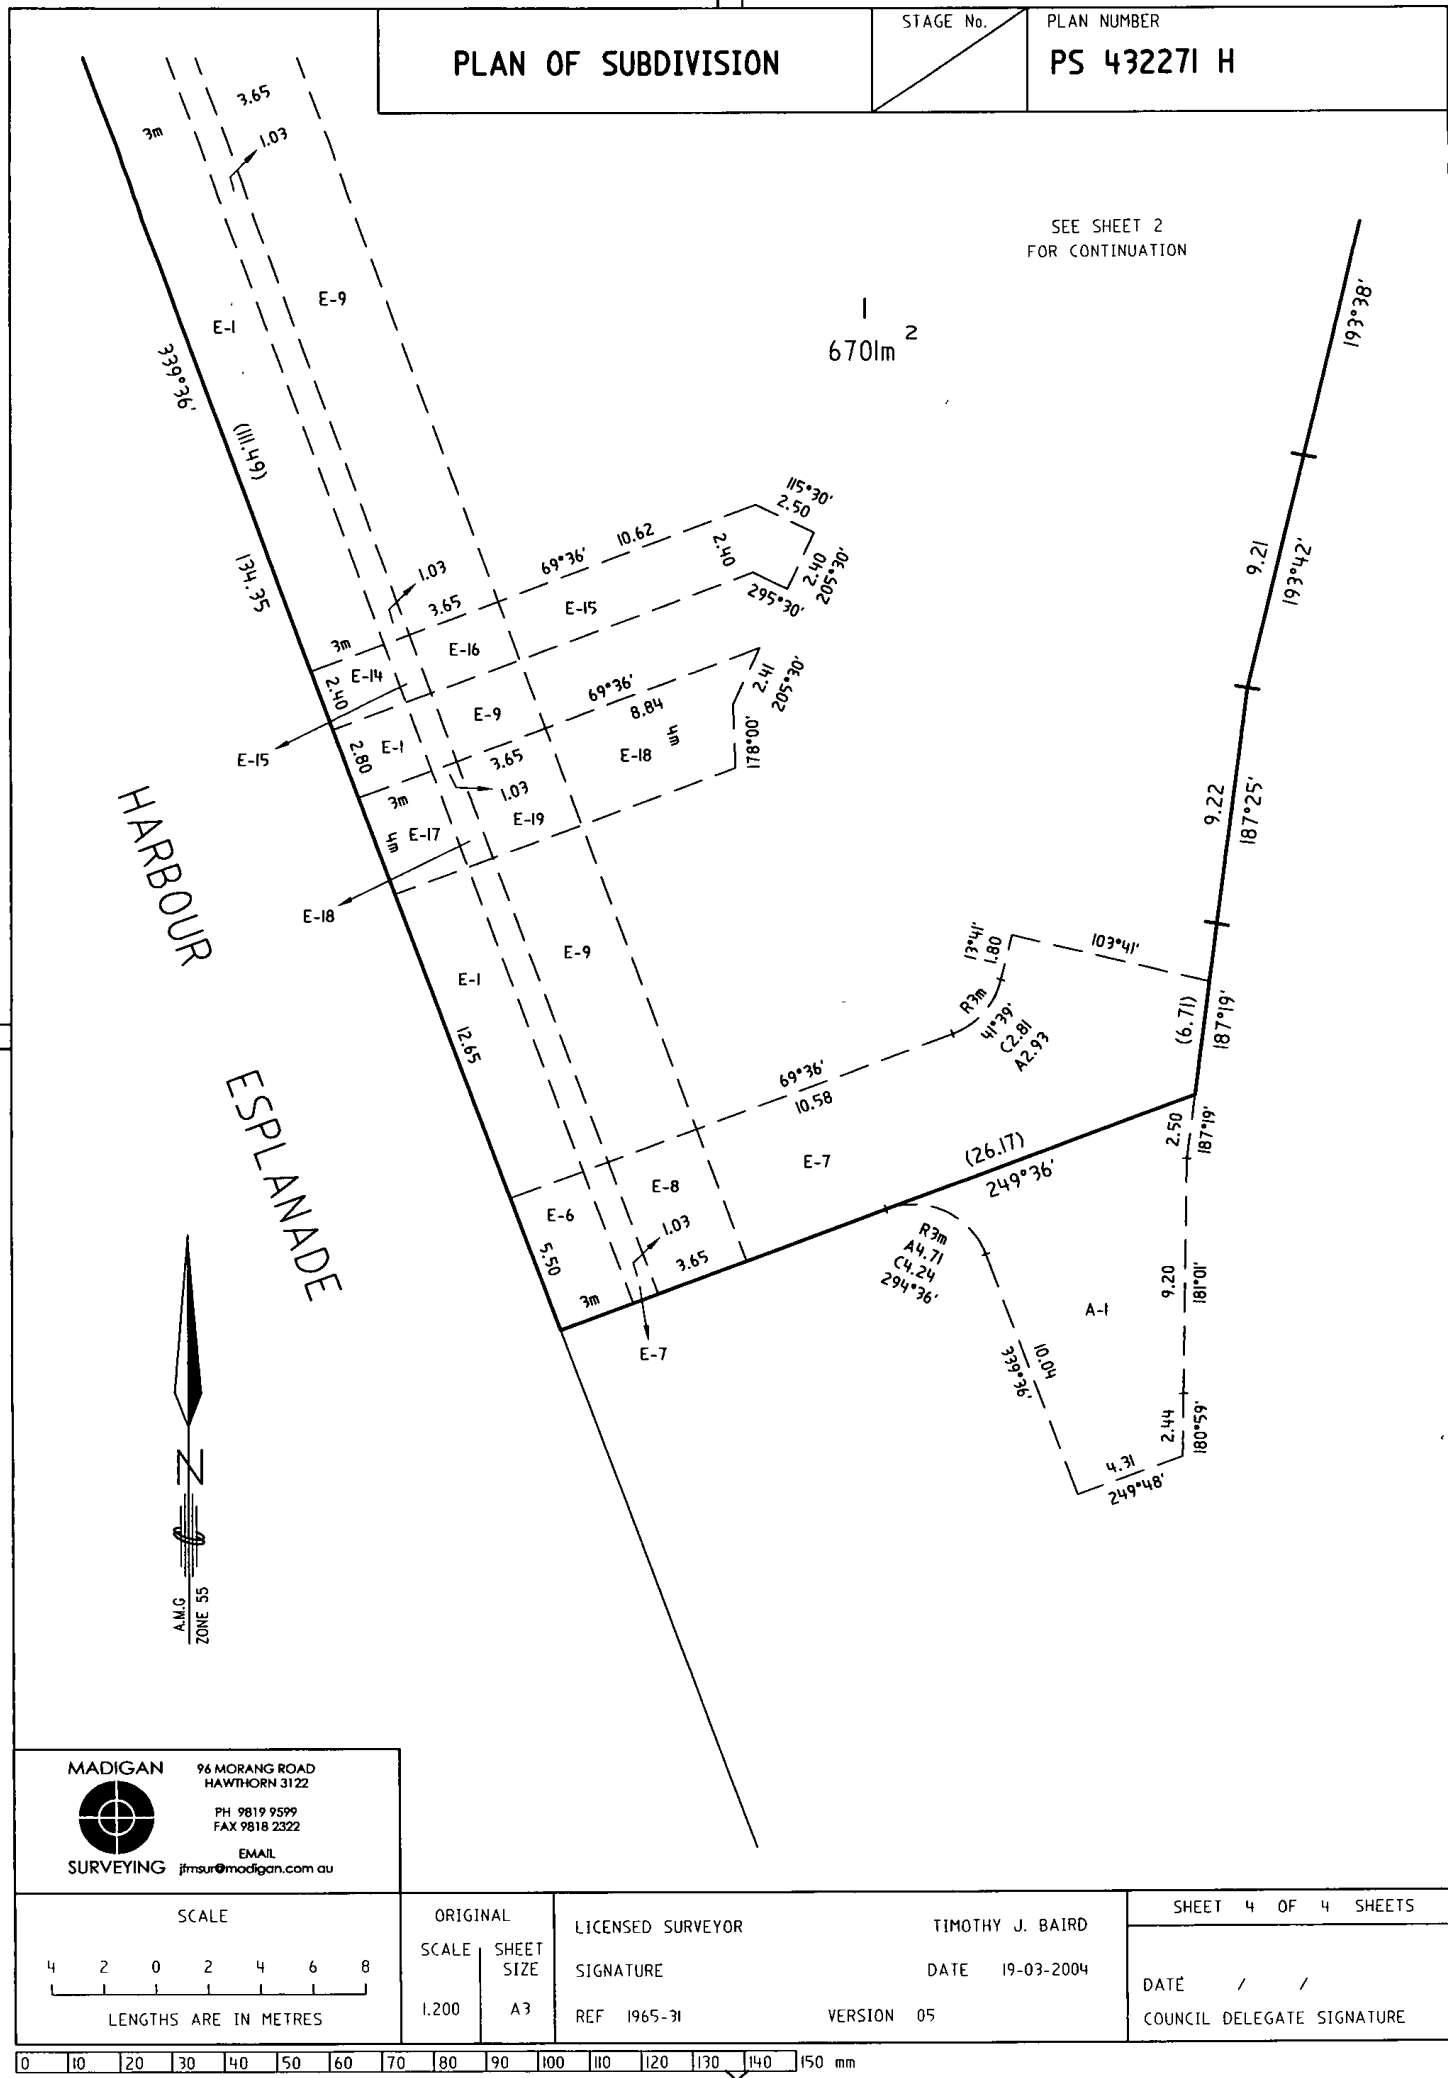 PLAN OF SUBDIVISION
STAGE No.
PLAN NUMBER
PS 432271 H
3.65
3m
1.03
SEE SHEET 2
FOR CONTINUATION
E-9
E-1
1
6701m 2
193°38'
339°36'
(111.49)
134.35
115°30'
2.50
10.62
69°36'
2.40
2.40
205°30'
295°30'
9.21
193°42'
1.03
3.65
E-15
3m
E-16
E-14
2.40
69°36'
2.41
205°30'
E-9
8.84
4m
E-15
E-1
2.80
3.65
E-18
178°00'
3m
1.03
9.22
187°25'
E-17
E-19
4m
HARBOUR
E-18
E-9
E-1
13°41'
1.80
103°41'
R3m
41°39'
C2.81
A2.93
(6.71)
187°19'
12.65
69°36'
10.58
ESPLANADE
2.50
187°19'
(26.17)
249°36'
E-7
E-8
E-6
1.03
3.65
5.50
3m
E-7
R3m
A4.71
C4.24
294°36'
9.20
181°01'
A-1
10.04
339°36'
2.44
180°59'
4.31
249°48'
N
A.M.G
ZONE 55
MADIGAN
SURVEYING
96 MORANG ROAD
HAWTHORN 3122
PH 9819 9599
FAX 9818 2322
EMAIL
jfmsur@madigan.com au
SCALE
4 2 0 2 4 6 8
LENGTHS ARE IN METRES
ORIGINAL
SCALE
SHEET
SIZE
1.200
A3
LICENSED SURVEYOR TIMOTHY J. BAIRD
SIGNATURE DATE 19-03-2004
REF 1965-31 VERSION 05
SHEET 4 OF 4 SHEETS
DATE / /
COUNCIL DELEGATE SIGNATURE
0 10 20 30 40 50 60 70 80 90 100 110 120 130 140 150 mm